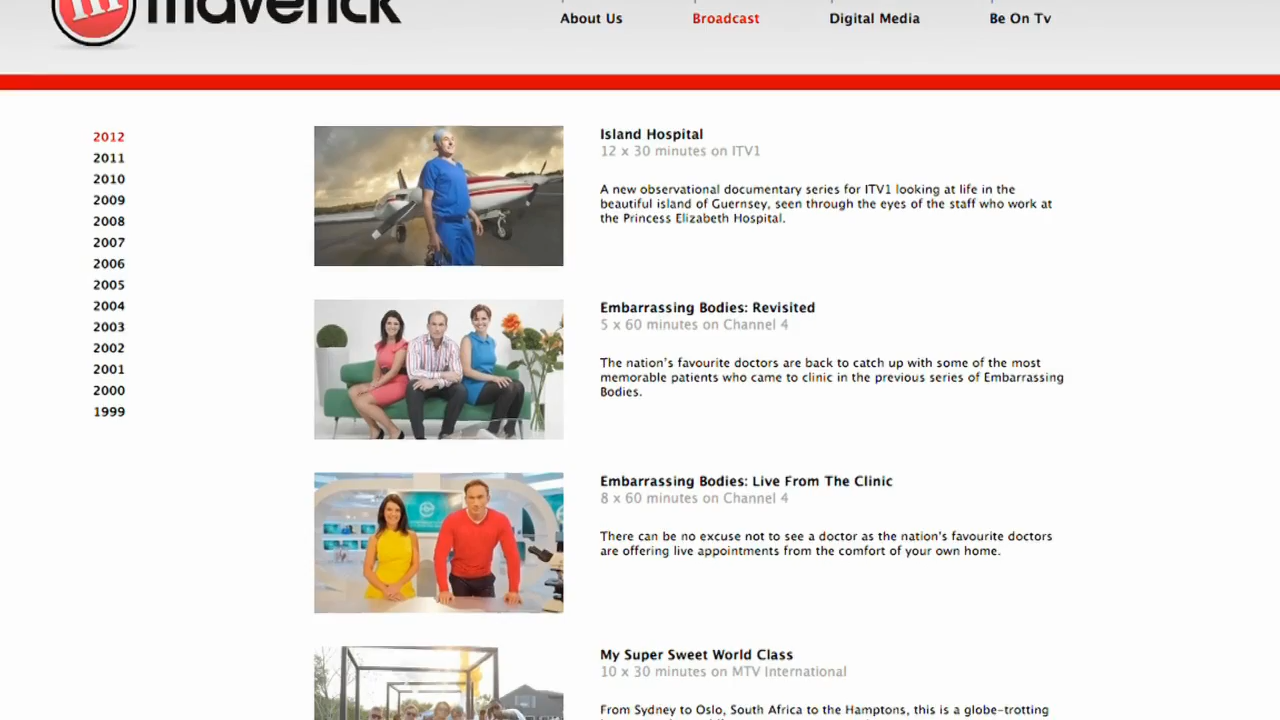 maverick
About Us
Broadcast
Digital Media
Be On Tv
2012
2011
2010
2009
2008
2007
2006
2005
2004
2003
2002
2001
2000
1999
Island Hospital
12 x 30 minutes on ITV1
A new observational documentary series for ITV1 looking at life in the
beautiful island of Guernsey, seen through the eyes of the staff who work at
the Princess Elizabeth Hospital.
Embarrassing Bodies: Revisited
5 x 60 minutes on Channel 4
The nation's favourite doctors are back to catch up with some of the most
memorable patients who came to clinic in the previous series of Embarrassing
Bodies.
Embarrassing Bodies: Live From The Clinic
8 x 60 minutes on Channel 4
There can be no excuse not to see a doctor as the nation's favourite doctors
are offering live appointments from the comfort of your own home.
My Super Sweet World Class
10 x 30 minutes on MTV International
From Sydney to Oslo, South Africa to the Hamptons, this is a globe-trotting